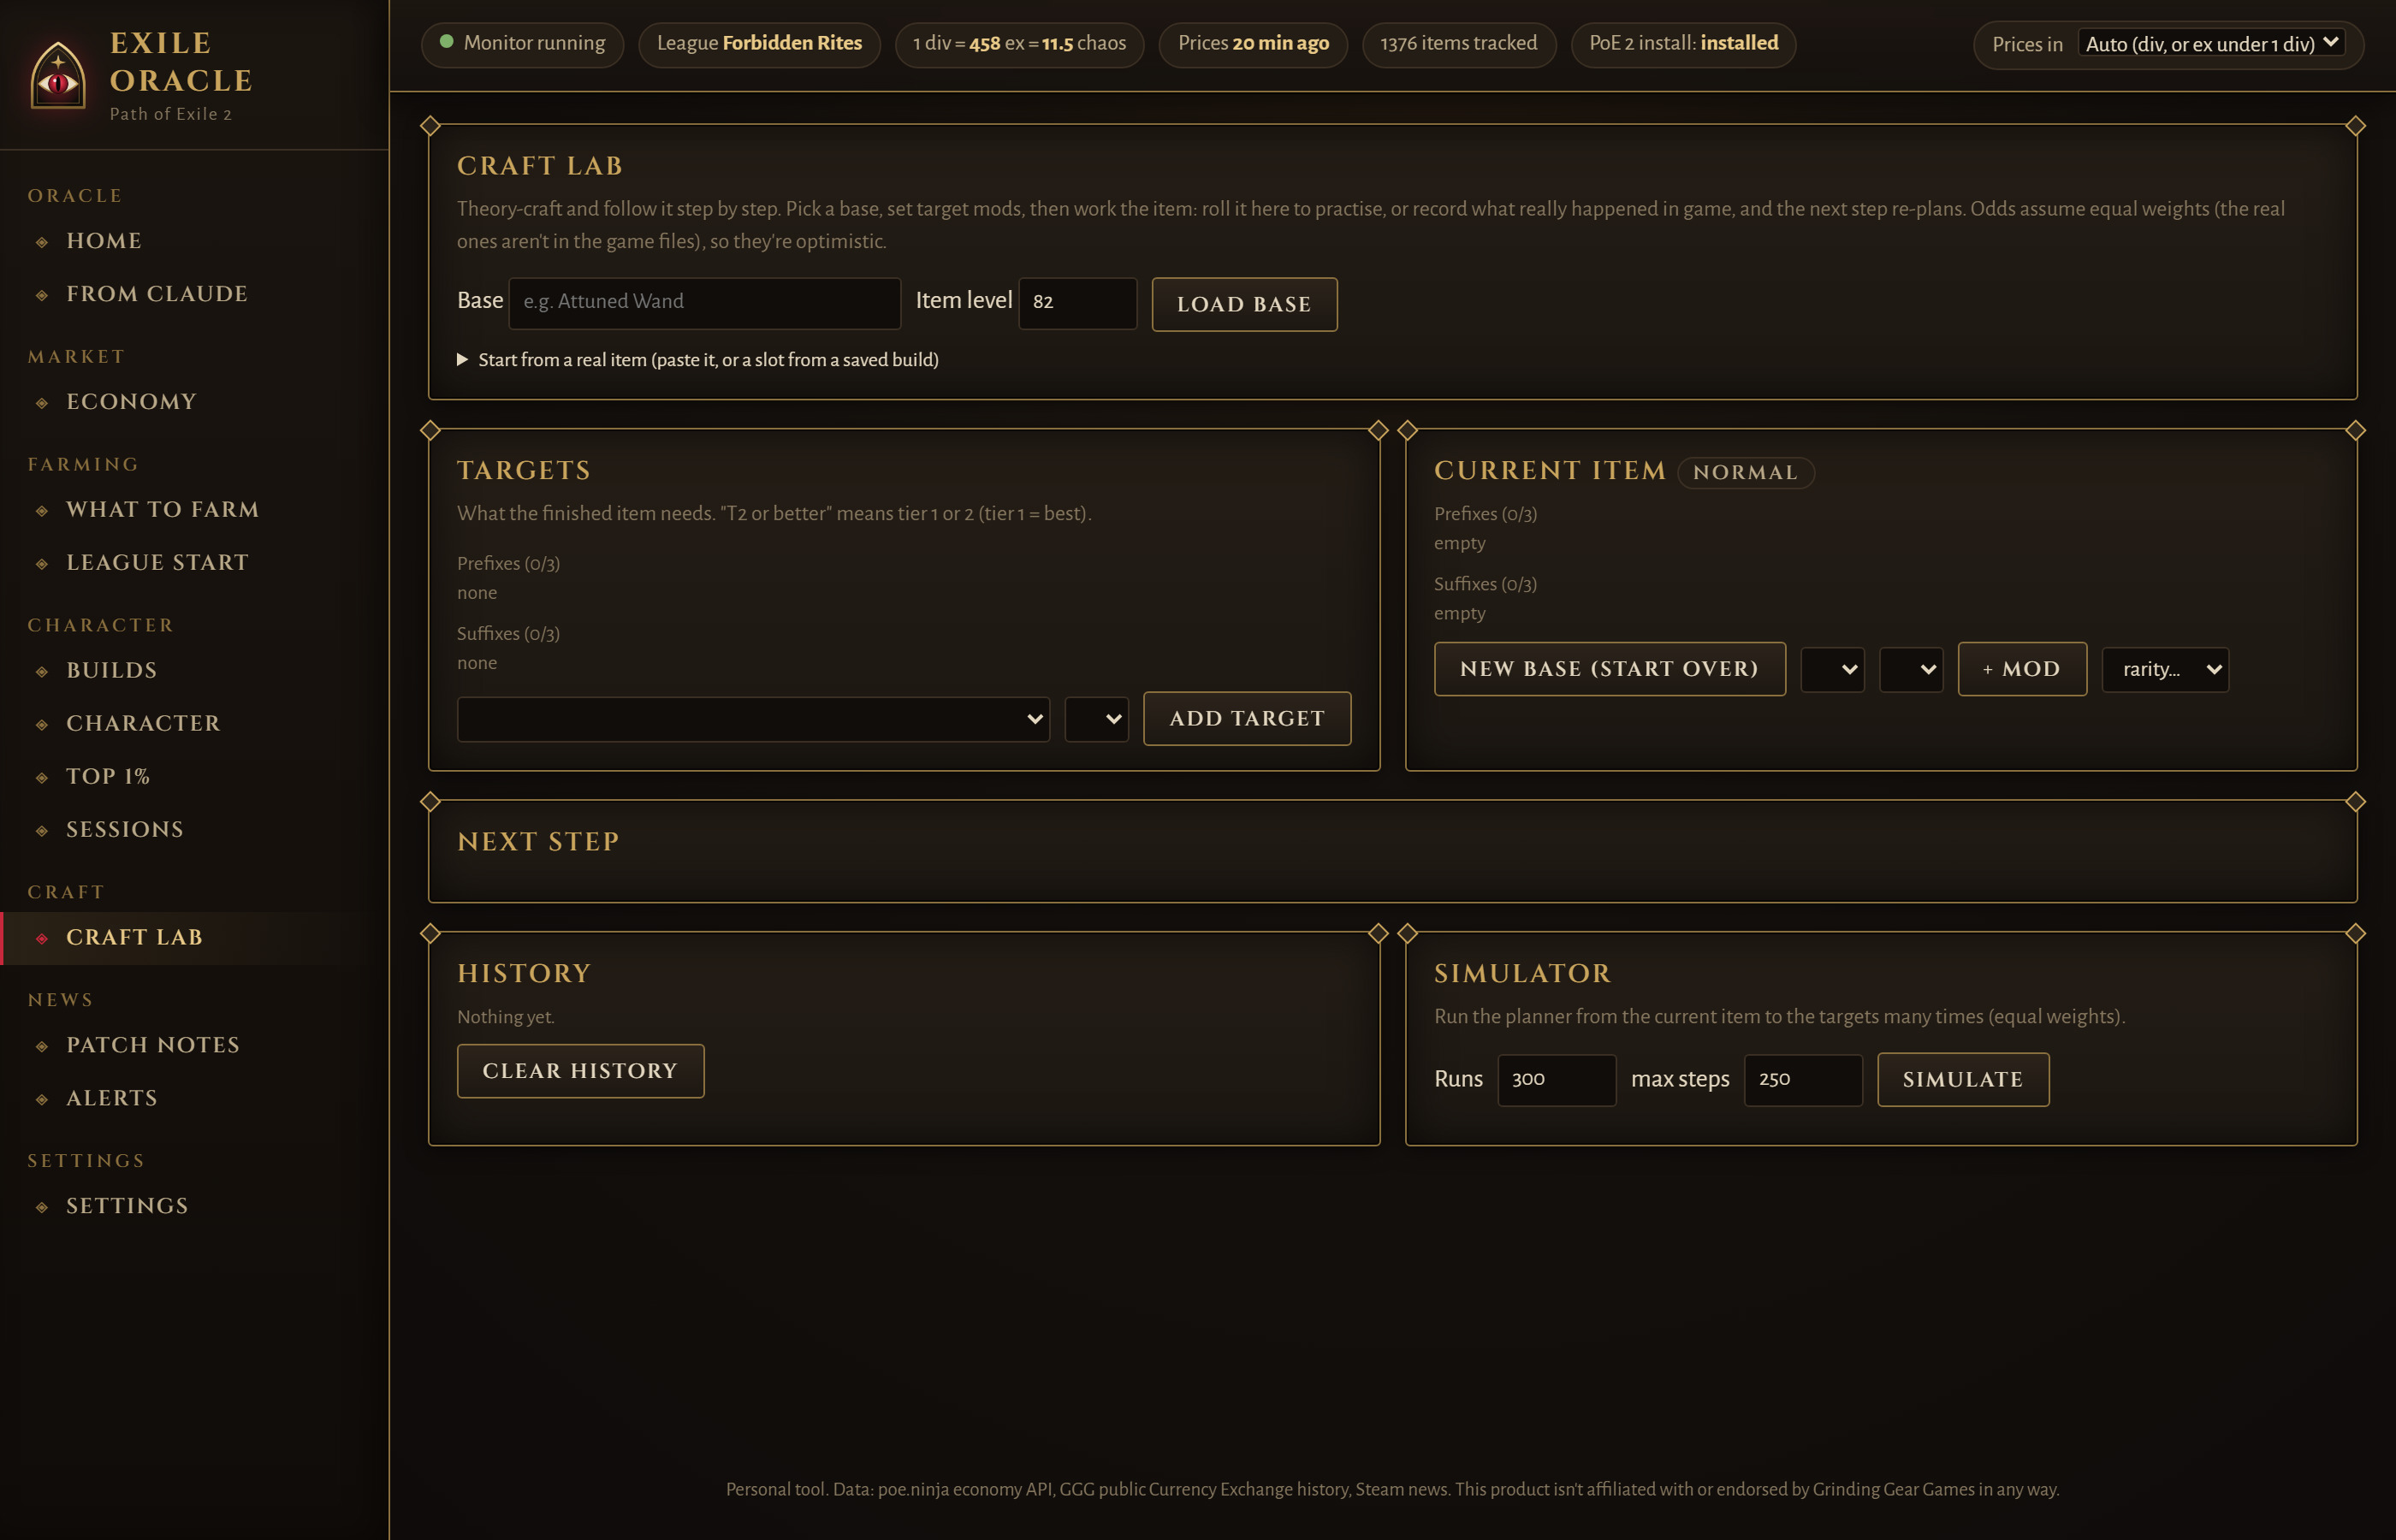 EXILE
ORACLE
Path of Exile 2
ORACLE
HOME
FROM CLAUDE
MARKET
ECONOMY
FARMING
WHAT TO FARM
LEAGUE START
CHARACTER
BUILDS
CHARACTER
TOP 1%
SESSIONS
CRAFT
CRAFT LAB
NEWS
PATCH NOTES
ALERTS
SETTINGS
SETTINGS
Monitor running
League Forbidden Rites
1 div = 458 ex = 11.5 chaos
Prices 20 min ago
1376 items tracked
PoE 2 install: installed
Prices in Auto (div, or ex under 1 div)
CRAFT LAB
Theory-craft and follow it step by step. Pick a base, set target mods, then work the item: roll it here to practise, or record what really happened in game, and the next step re-plans. Odds assume equal weights (the real
ones aren't in the game files), so they're optimistic.
Base e.g. Attuned Wand Item level 82 LOAD BASE
Start from a real item (paste it, or a slot from a saved build)
TARGETS
What the finished item needs. "T2 or better" means tier 1 or 2 (tier 1 = best).
Prefixes (0/3)
none
Suffixes (0/3)
none
ADD TARGET
CURRENT ITEM NORMAL
Prefixes (0/3)
empty
Suffixes (0/3)
empty
NEW BASE (START OVER) + MOD rarity...
NEXT STEP
HISTORY
Nothing yet.
CLEAR HISTORY
SIMULATOR
Run the planner from the current item to the targets many times (equal weights).
Runs 300 max steps 250 SIMULATE
Personal tool. Data: poe.ninja economy API, GGG public Currency Exchange history, Steam news. This product isn't affiliated with or endorsed by Grinding Gear Games in any way.